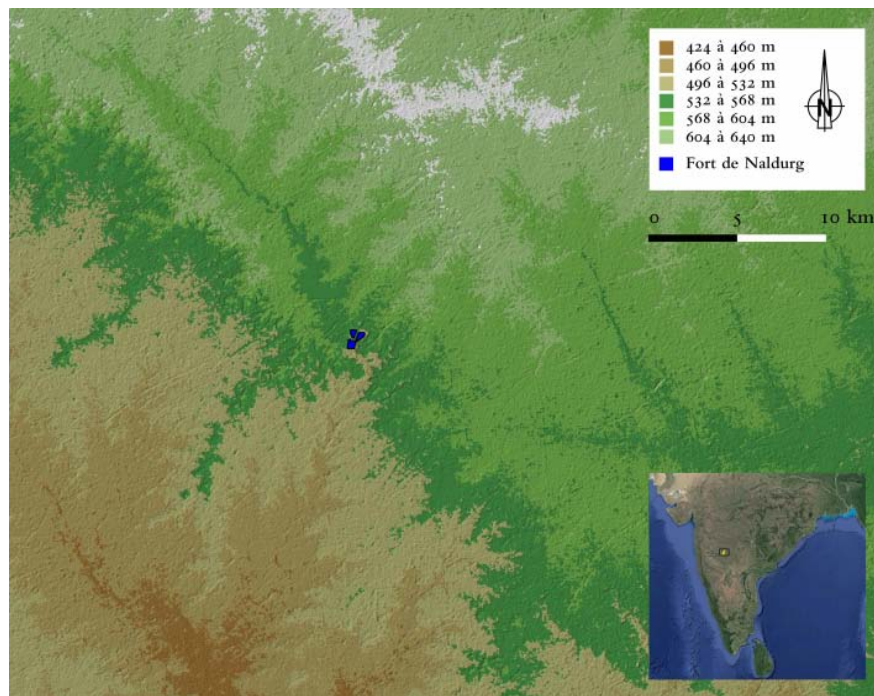 424 à 460 m
460 à 496 m
496 à 532 m
532 à 568 m
568 à 604 m
604 à 640 m
Fort de Naldurg
N
0 5 10 km